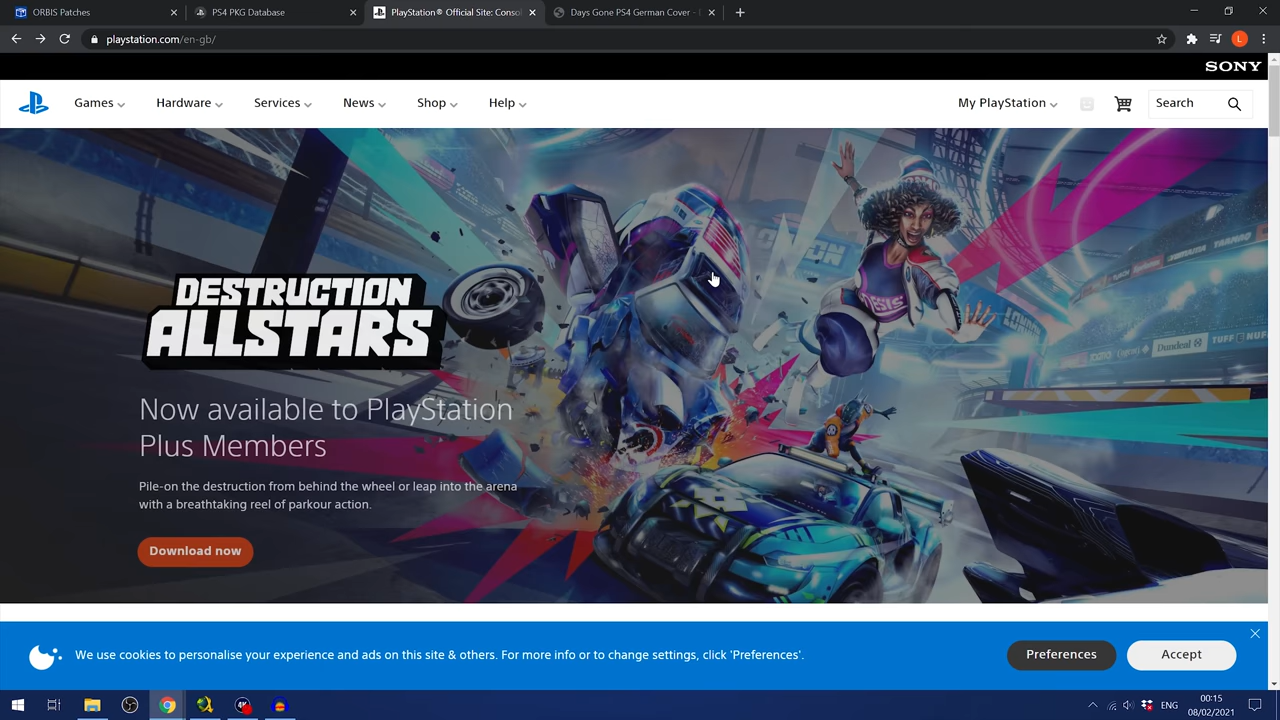 ORBIS Patches
PS4 PKG Database
PlayStation® Official Site: Conso
Days Gone PS4 German Cover -
playstation.com/en-gb/
SONY
Games
Hardware
Services
News
Shop
Help
My PlayStation
Search
DESTRUCTION
ALLSTARS
Now available to PlayStation
Plus Members
Pile-on the destruction from behind the wheel or leap into the arena
with a breathtaking reel of parkour action.
Download now
GENESIS
Dundeal
We use cookies to personalise your experience and ads on this site & others. For more info or to change settings, click 'Preferences'.
Preferences
Accept
ENG
00:15
08/02/2021